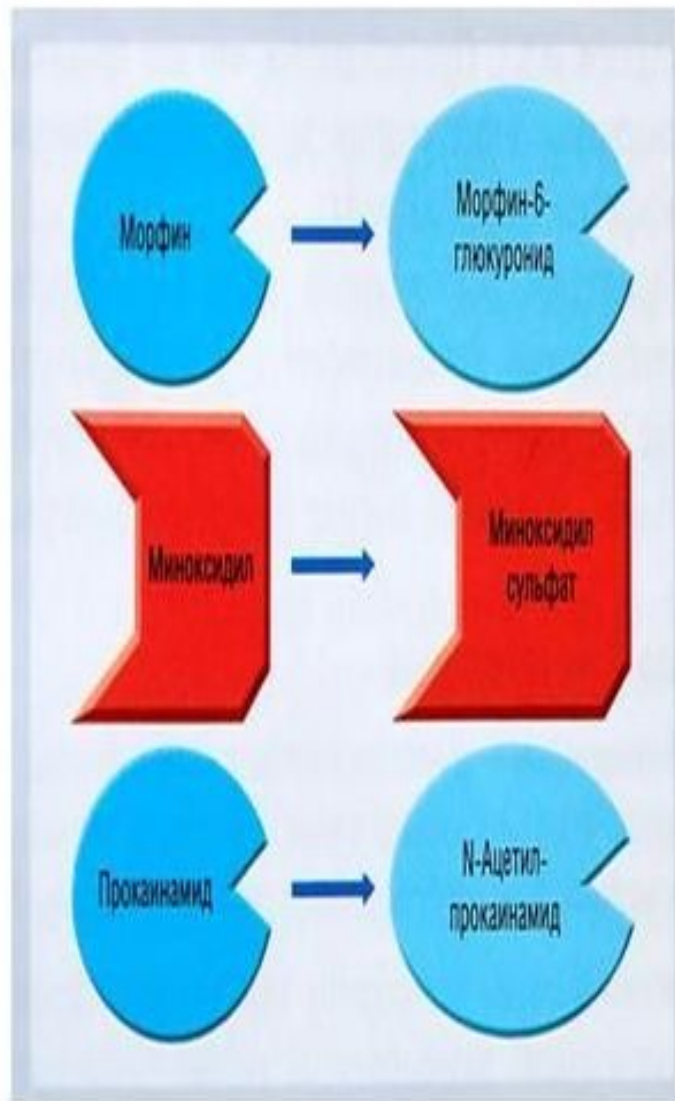 Морфин
Морфин-6-
глюкуронид
Миноксидил
Миноксидил
сульфат
Прокаинамид
N-Ацетил-
прокаинамид